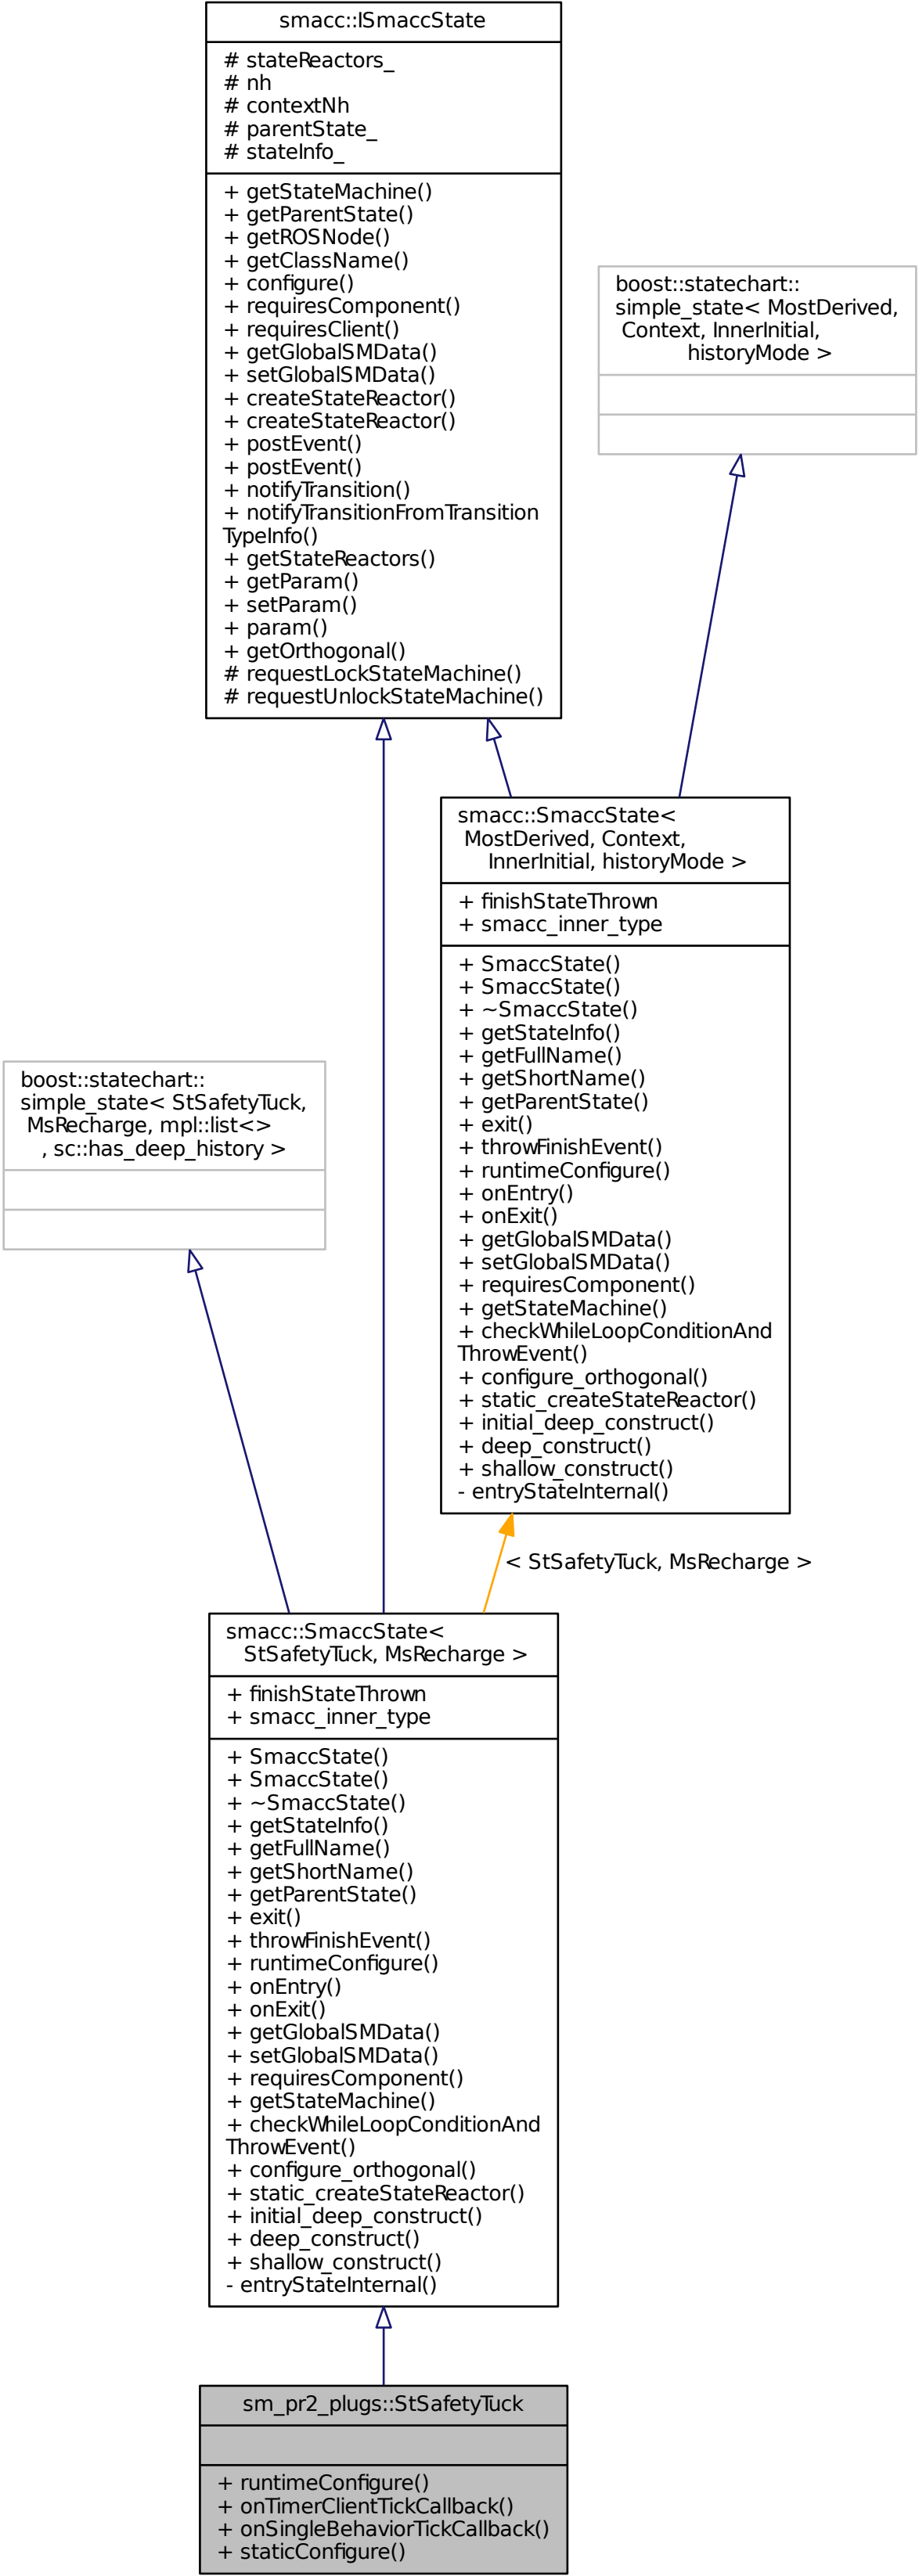 smacc::ISmaccState
# stateReactors_
# nh
# contextNh
# parentState_
# stateInfo_
+ getStateMachine()
+ getParentState()
+ getROSNode()
+ getClassName()
+ configure()
+ requiresComponent()
+ requiresClient()
+ getGlobalSMData()
+ setGlobalSMData()
+ createStateReactor()
+ createStateReactor()
+ postEvent()
+ postEvent()
+ notifyTransition()
+ notifyTransitionFromTransition
TypeInfo()
+ getStateReactors()
+ getParam()
+ setParam()
+ param()
+ getOrthogonal()
# requestLockStateMachine()
# requestUnlockStateMachine()
boost::statechart::
simple_state< MostDerived,
Context, InnerInitial,
historyMode >
smacc::SmaccState<
MostDerived, Context,
InnerInitial, historyMode >
+ finishStateThrown
+ smacc_inner_type
+ SmaccState()
+ SmaccState()
+ ~SmaccState()
+ getStateInfo()
+ getFullName()
+ getShortName()
+ getParentState()
+ exit()
+ throwFinishEvent()
+ runtimeConfigure()
+ onEntry()
+ onExit()
+ getGlobalSMData()
+ setGlobalSMData()
+ requiresComponent()
+ getStateMachine()
+ checkWhileLoopConditionAnd
ThrowEvent()
+ configure_orthogonal()
+ static_createStateReactor()
+ initial_deep_construct()
+ deep_construct()
+ shallow_construct()
- entryStateInternal()
boost::statechart::
simple_state< StSafetyTuck,
MsRecharge, mpl::list<>
, sc::has_deep_history >
< StSafetyTuck, MsRecharge >
smacc::SmaccState<
StSafetyTuck, MsRecharge >
+ finishStateThrown
+ smacc_inner_type
+ SmaccState()
+ SmaccState()
+ ~SmaccState()
+ getStateInfo()
+ getFullName()
+ getShortName()
+ getParentState()
+ exit()
+ throwFinishEvent()
+ runtimeConfigure()
+ onEntry()
+ onExit()
+ getGlobalSMData()
+ setGlobalSMData()
+ requiresComponent()
+ getStateMachine()
+ checkWhileLoopConditionAnd
ThrowEvent()
+ configure_orthogonal()
+ static_createStateReactor()
+ initial_deep_construct()
+ deep_construct()
+ shallow_construct()
- entryStateInternal()
sm_pr2_plugs::StSafetyTuck
+ runtimeConfigure()
+ onTimerClientTickCallback()
+ onSingleBehaviorTickCallback()
+ staticConfigure()